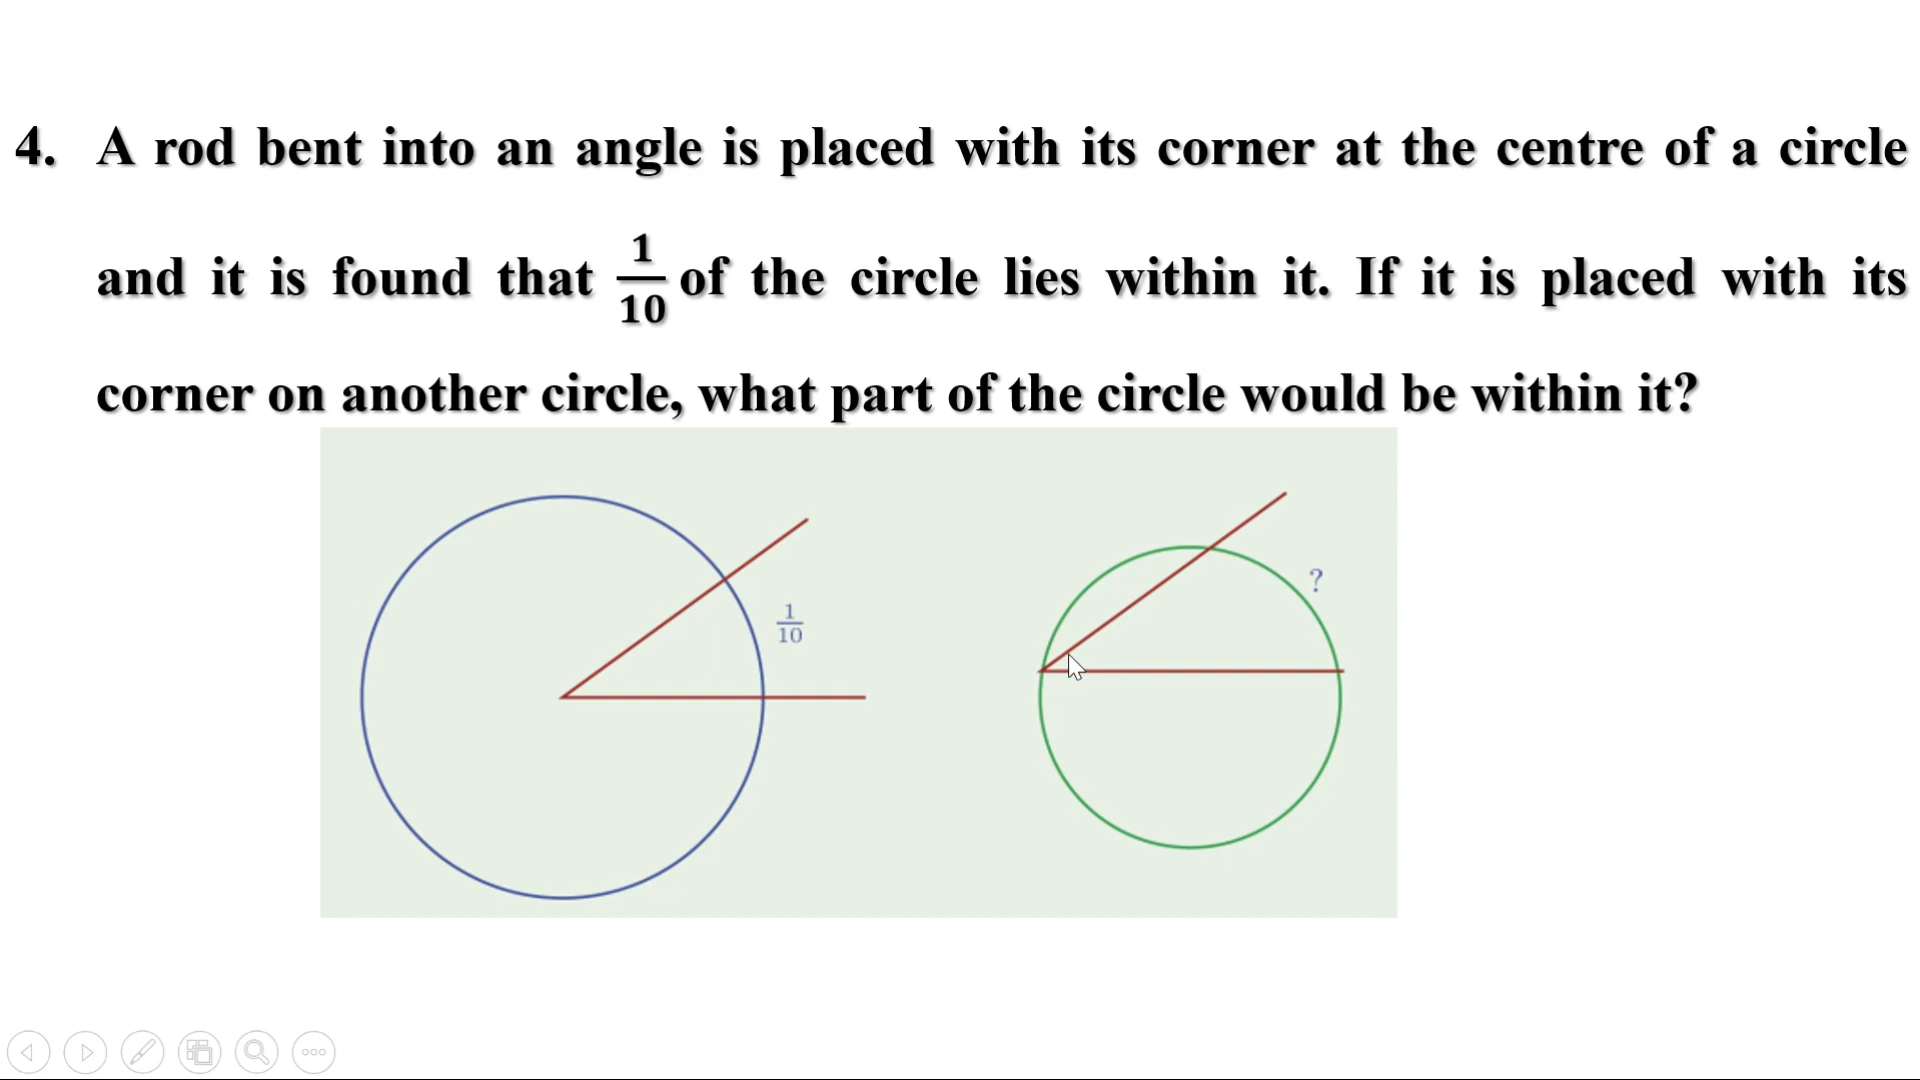 4. A rod bent into an angle is placed with its corner at the centre of a circle
and it is found that 1/10 of the circle lies within it. If it is placed with its
corner on another circle, what part of the circle would be within it?
1/10
?